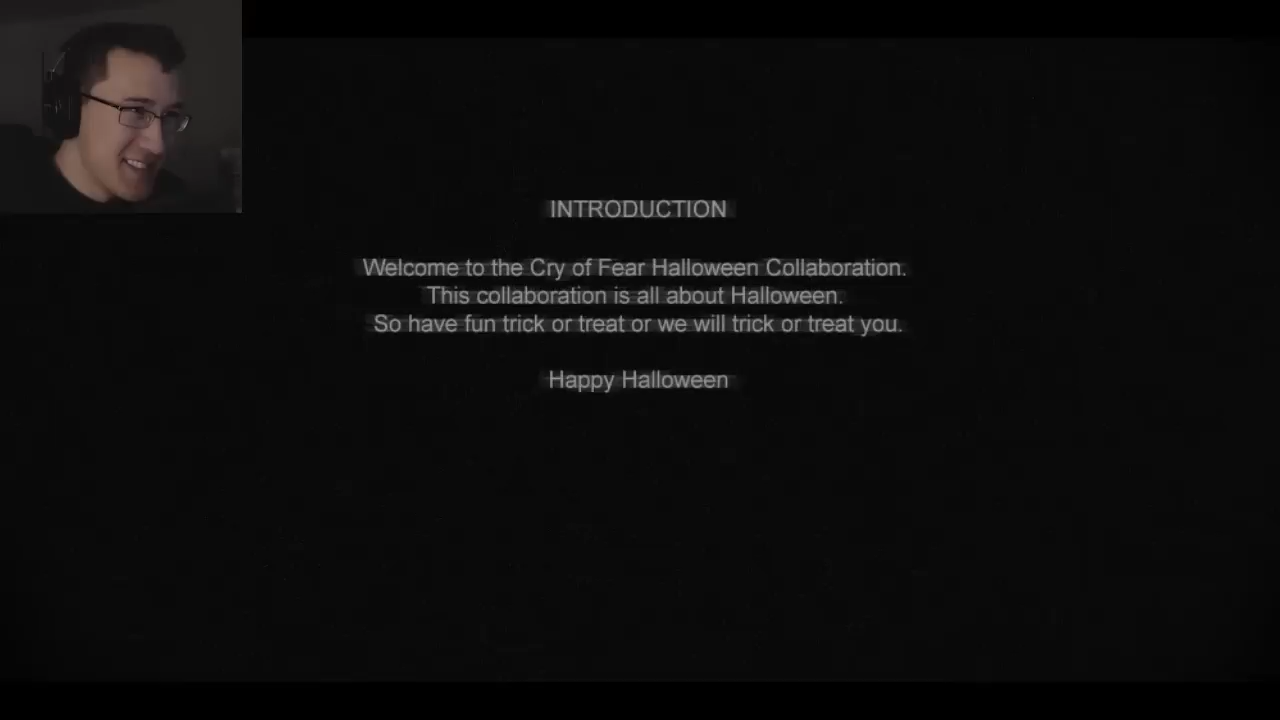 INTRODUCTION
Welcome to the Cry of Fear Halloween Collaboration.
This collaboration is all about Halloween.
So have fun trick or treat or we will trick or treat you.
Happy Halloween